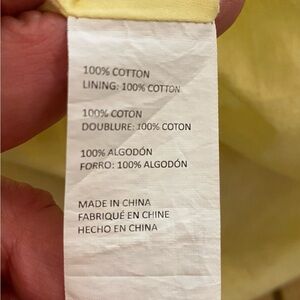 100% COTTON
LINING: 100% COTTON
100% COTON
DOUBLURE: 100% COTON
100% ALGODÓN
FORRO: 100% ALGODÓN
MADE IN CHINA
FABRIQUÉ EN CHINE
HECHO EN CHINA